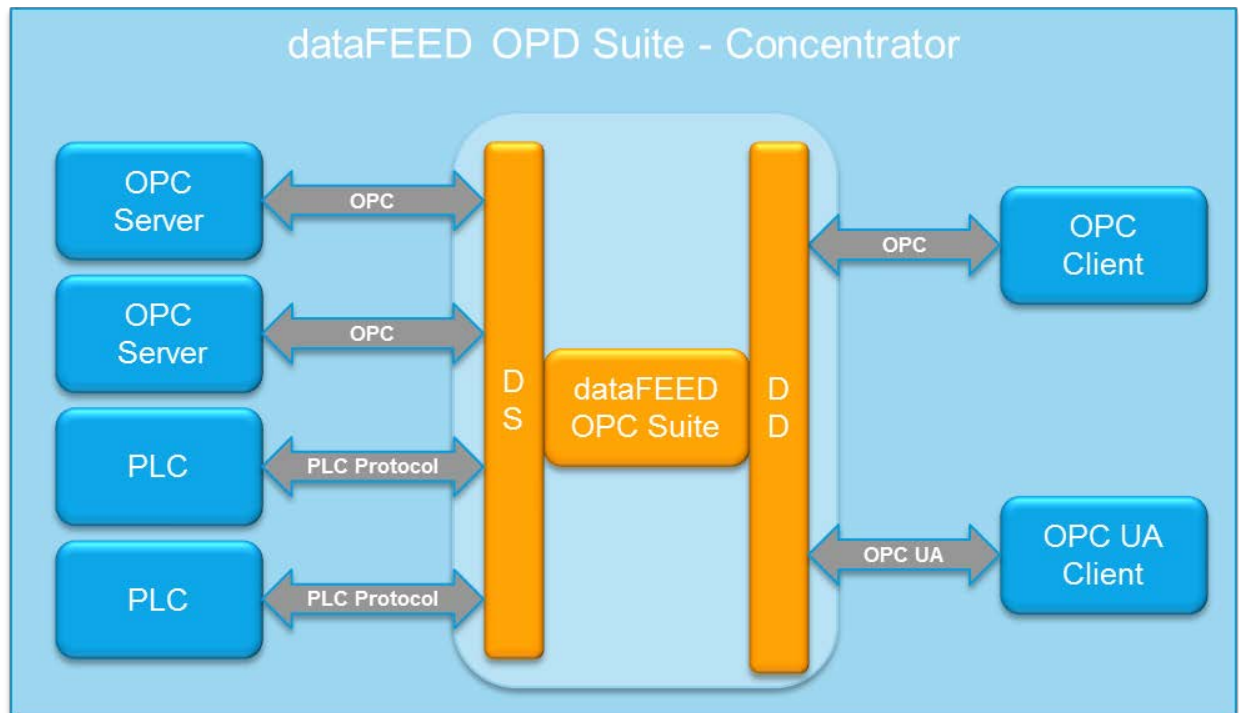 dataFEED OPD Suite - Concentrator
OPC
Server
OPC
OPC
Server
OPC
PLC
PLC Protocol
PLC
PLC Protocol
D
S
dataFEED
OPC Suite
D
D
OPC
OPC
Client
OPC UA
OPC UA
Client